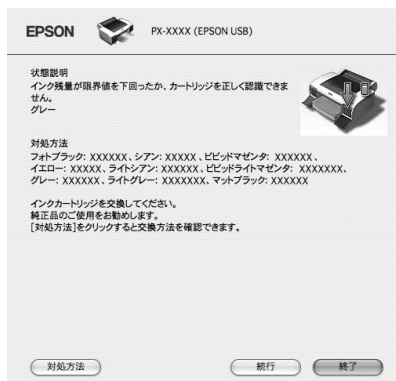 EPSON PX-XXXX (EPSON USB)
状態説明
インク残量が限界値を下回ったか、カートリッジを正しく認識できま
せん。
グレー
対処方法
フォトブラック: XXXXXX、シアン: XXXXX、ビビッドマゼンタ: XXXXXX、
イエロー: XXXXX、ライトシアン: XXXXXX、ビビッドライトマゼンタ: XXXXXXX、
グレー: XXXXXX、ライトグレー: XXXXXXX、マットブラック: XXXXXX
インクカートリッジを交換してください。
純正品のご使用をお勧めします。
[対処方法]をクリックすると交換方法を確認できます。
対処方法 続行 終了